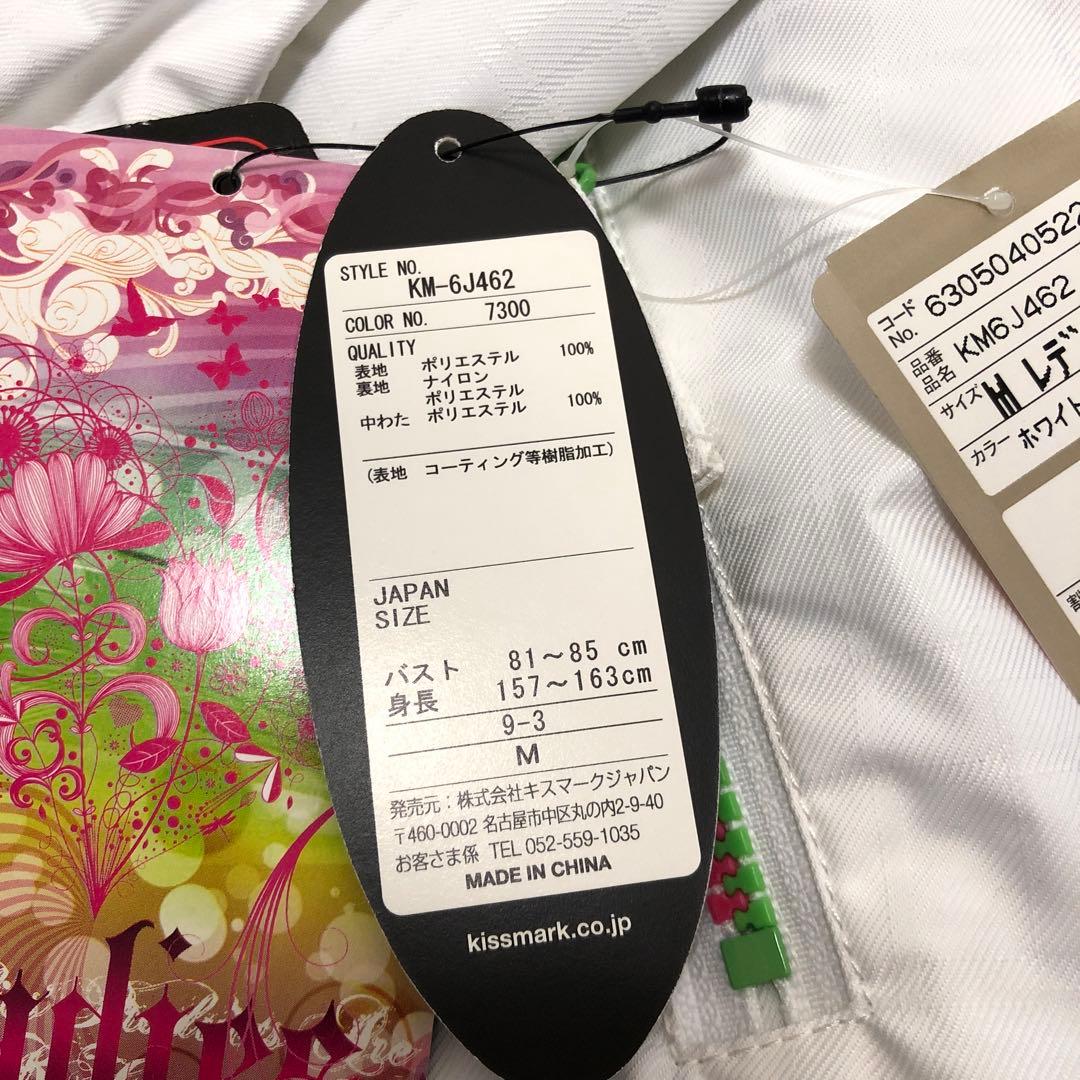 STYLE NO.
KM-6J462
COLOR NO. 7300
QUALITY
表地 ポリエステル 100%
裏地 ナイロン
ポリエステル
中わた ポリエステル 100%
(表地 コーティング等樹脂加工)
JAPAN
SIZE
バスト 81～85 cm
身長 157～163cm
9-3
M
発売元：株式会社キスマークジャパン
〒460-0002 名古屋市中区丸の内2-9-40
お客さま係 TEL 052-559-1035
MADE IN CHINA
kissmark.co.jp
コード
No. 6305040522
品番
品名 KM6J462
サイズ M レデ
カラー ホワイト